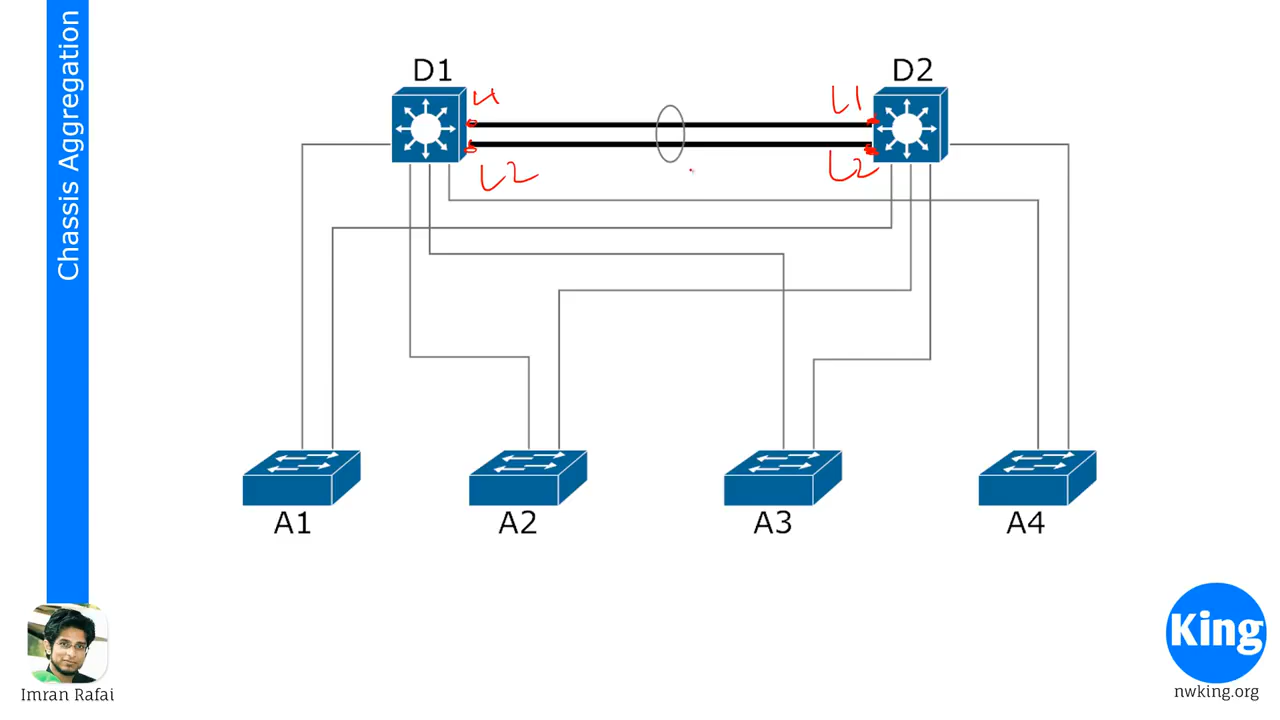 Chassis Aggregation
D1
D2
L1
L1
L2
L2
A1
A2
A3
A4
Imran Rafai
King
nwking.org